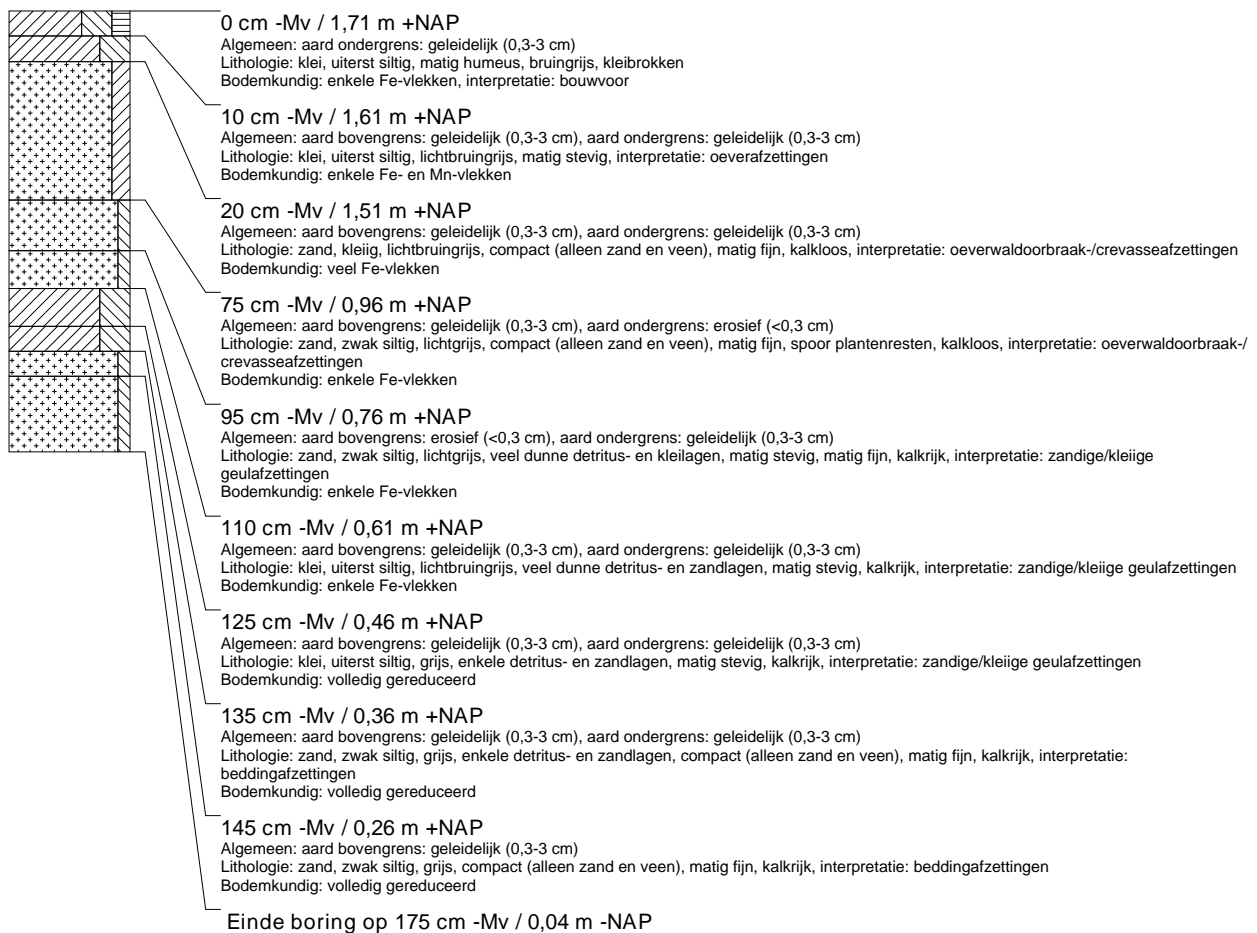 0 cm -Mv / 1,71 m +NAP
Algemeen: aard ondergrens: geleidelijk (0,3-3 cm)
Lithologie: klei, uiterst siltig, matig humeus, bruingrijs, kleibrokken
Bodemkundig: enkele Fe-vlekken, interpretatie: bouwvoor
10 cm -Mv / 1,61 m +NAP
Algemeen: aard bovengrens: geleidelijk (0,3-3 cm), aard ondergrens: geleidelijk (0,3-3 cm)
Lithologie: klei, uiterst siltig, lichtbruingrijs, matig stevig, interpretatie: oeverafzettingen
Bodemkundig: enkele Fe- en Mn-vlekken
20 cm -Mv / 1,51 m +NAP
Algemeen: aard bovengrens: geleidelijk (0,3-3 cm), aard ondergrens: geleidelijk (0,3-3 cm)
Lithologie: zand, kleiig, lichtbruingrijs, compact (alleen zand en veen), matig fijn, kalkloos, interpretatie: oeverwaldoorbraak-/crevasseafzettingen
Bodemkundig: veel Fe-vlekken
75 cm -Mv / 0,96 m +NAP
Algemeen: aard bovengrens: geleidelijk (0,3-3 cm), aard ondergrens: erosief (<0,3 cm)
Lithologie: zand, zwak siltig, lichtgrijs, compact (alleen zand en veen), matig fijn, spoor plantenresten, kalkloos, interpretatie: oeverwaldoorbraak-/
crevasseafzettingen
Bodemkundig: enkele Fe-vlekken
95 cm -Mv / 0,76 m +NAP
Algemeen: aard bovengrens: erosief (<0,3 cm), aard ondergrens: geleidelijk (0,3-3 cm)
Lithologie: zand, zwak siltig, lichtgrijs, veel dunne detritus- en kleilagen, matig stevig, matig fijn, kalkrijk, interpretatie: zandige/kleiige
geulafzettingen
Bodemkundig: enkele Fe-vlekken
110 cm -Mv / 0,61 m +NAP
Algemeen: aard bovengrens: geleidelijk (0,3-3 cm), aard ondergrens: geleidelijk (0,3-3 cm)
Lithologie: klei, uiterst siltig, lichtbruingrijs, veel dunne detritus- en zandlagen, matig stevig, kalkrijk, interpretatie: zandige/kleiige geulafzettingen
Bodemkundig: enkele Fe-vlekken
125 cm -Mv / 0,46 m +NAP
Algemeen: aard bovengrens: geleidelijk (0,3-3 cm), aard ondergrens: geleidelijk (0,3-3 cm)
Lithologie: klei, uiterst siltig, grijs, enkele detritus- en zandlagen, matig stevig, kalkrijk, interpretatie: zandige/kleiige geulafzettingen
Bodemkundig: volledig gereduceerd
135 cm -Mv / 0,36 m +NAP
Algemeen: aard bovengrens: geleidelijk (0,3-3 cm), aard ondergrens: geleidelijk (0,3-3 cm)
Lithologie: zand, zwak siltig, grijs, enkele detritus- en zandlagen, compact (alleen zand en veen), matig fijn, kalkrijk, interpretatie:
beddingafzettingen
Bodemkundig: volledig gereduceerd
145 cm -Mv / 0,26 m +NAP
Algemeen: aard bovengrens: geleidelijk (0,3-3 cm)
Lithologie: zand, zwak siltig, grijs, compact (alleen zand en veen), matig fijn, kalkrijk, interpretatie: beddingafzettingen
Bodemkundig: volledig gereduceerd
Einde boring op 175 cm -Mv / 0,04 m -NAP